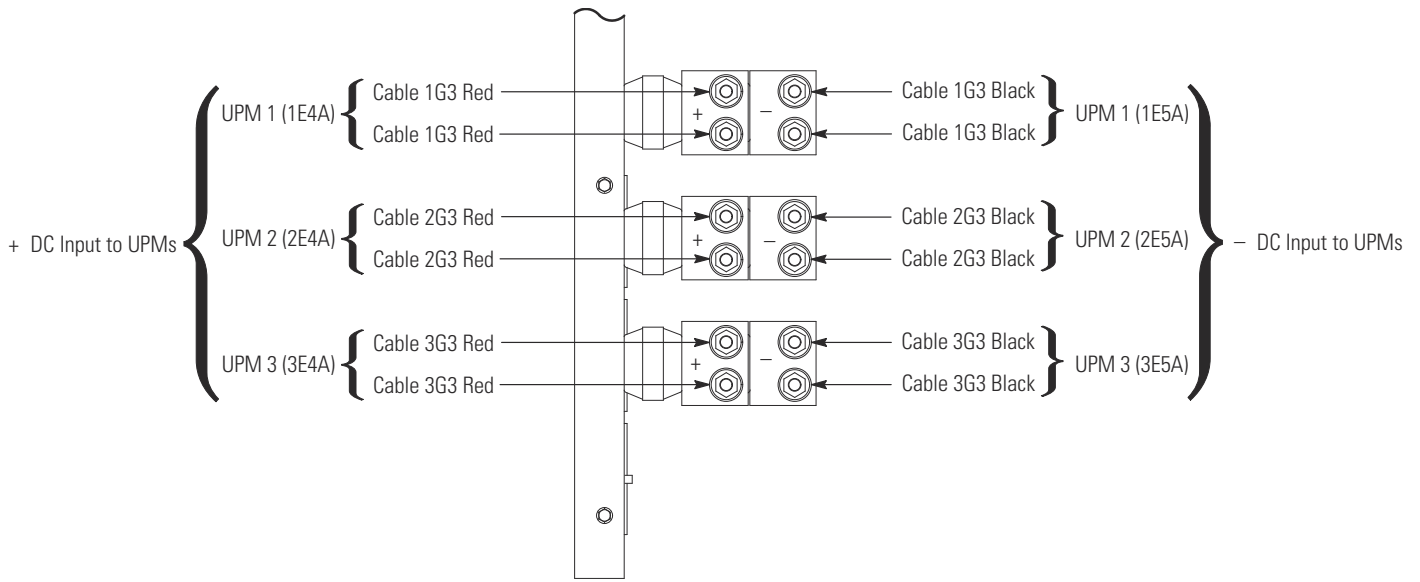 Cable 1G3 Red
UPM 1 (1E4A)
Cable 1G3 Red
Cable 2G3 Red
+ DC Input to UPMs
UPM 2 (2E4A)
Cable 2G3 Red
Cable 3G3 Red
UPM 3 (3E4A)
Cable 3G3 Red
+ –
+ –
+ –
Cable 1G3 Black
UPM 1 (1E5A)
Cable 1G3 Black
Cable 2G3 Black
UPM 2 (2E5A)
– DC Input to UPMs
Cable 2G3 Black
Cable 3G3 Black
UPM 3 (3E5A)
Cable 3G3 Black